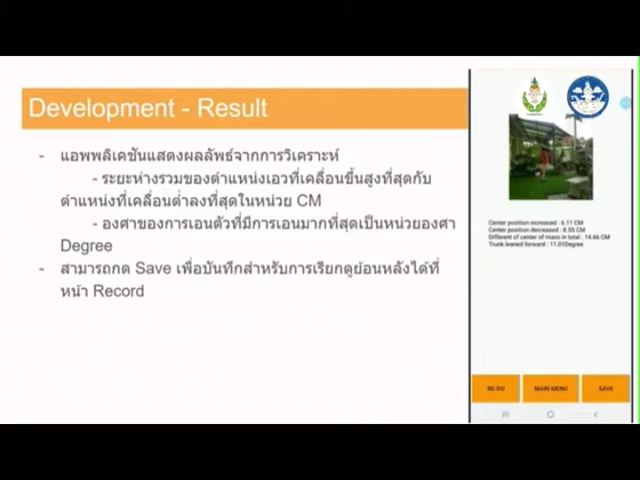 Development - Result
- แอพพลิเคชันแสดงผลลัพธ์จากการวิเคราะห์
- ระยะห่างรวมของตำแหน่งเอวที่เคลื่อนขึ้นสูงที่สุดกับ
ตำแหน่งที่เคลื่อนต่ำลงที่สุดในหน่วย CM
- องศาของการเอนตัวที่มีการเอนมากที่สุดเป็นหน่วยองศา
Degree
- สามารถกด Save เพื่อบันทึกสำหรับการเรียกดูย้อนหลังได้ที่
หน้า Record
Center position increased : 6.11 CM
Center position decreased : 8.55 CM
Different of center of mass in total : 14.66 CM
Trunk leaned forward : 11.01Degree
RE-DO
MAIN MENU
SAVE